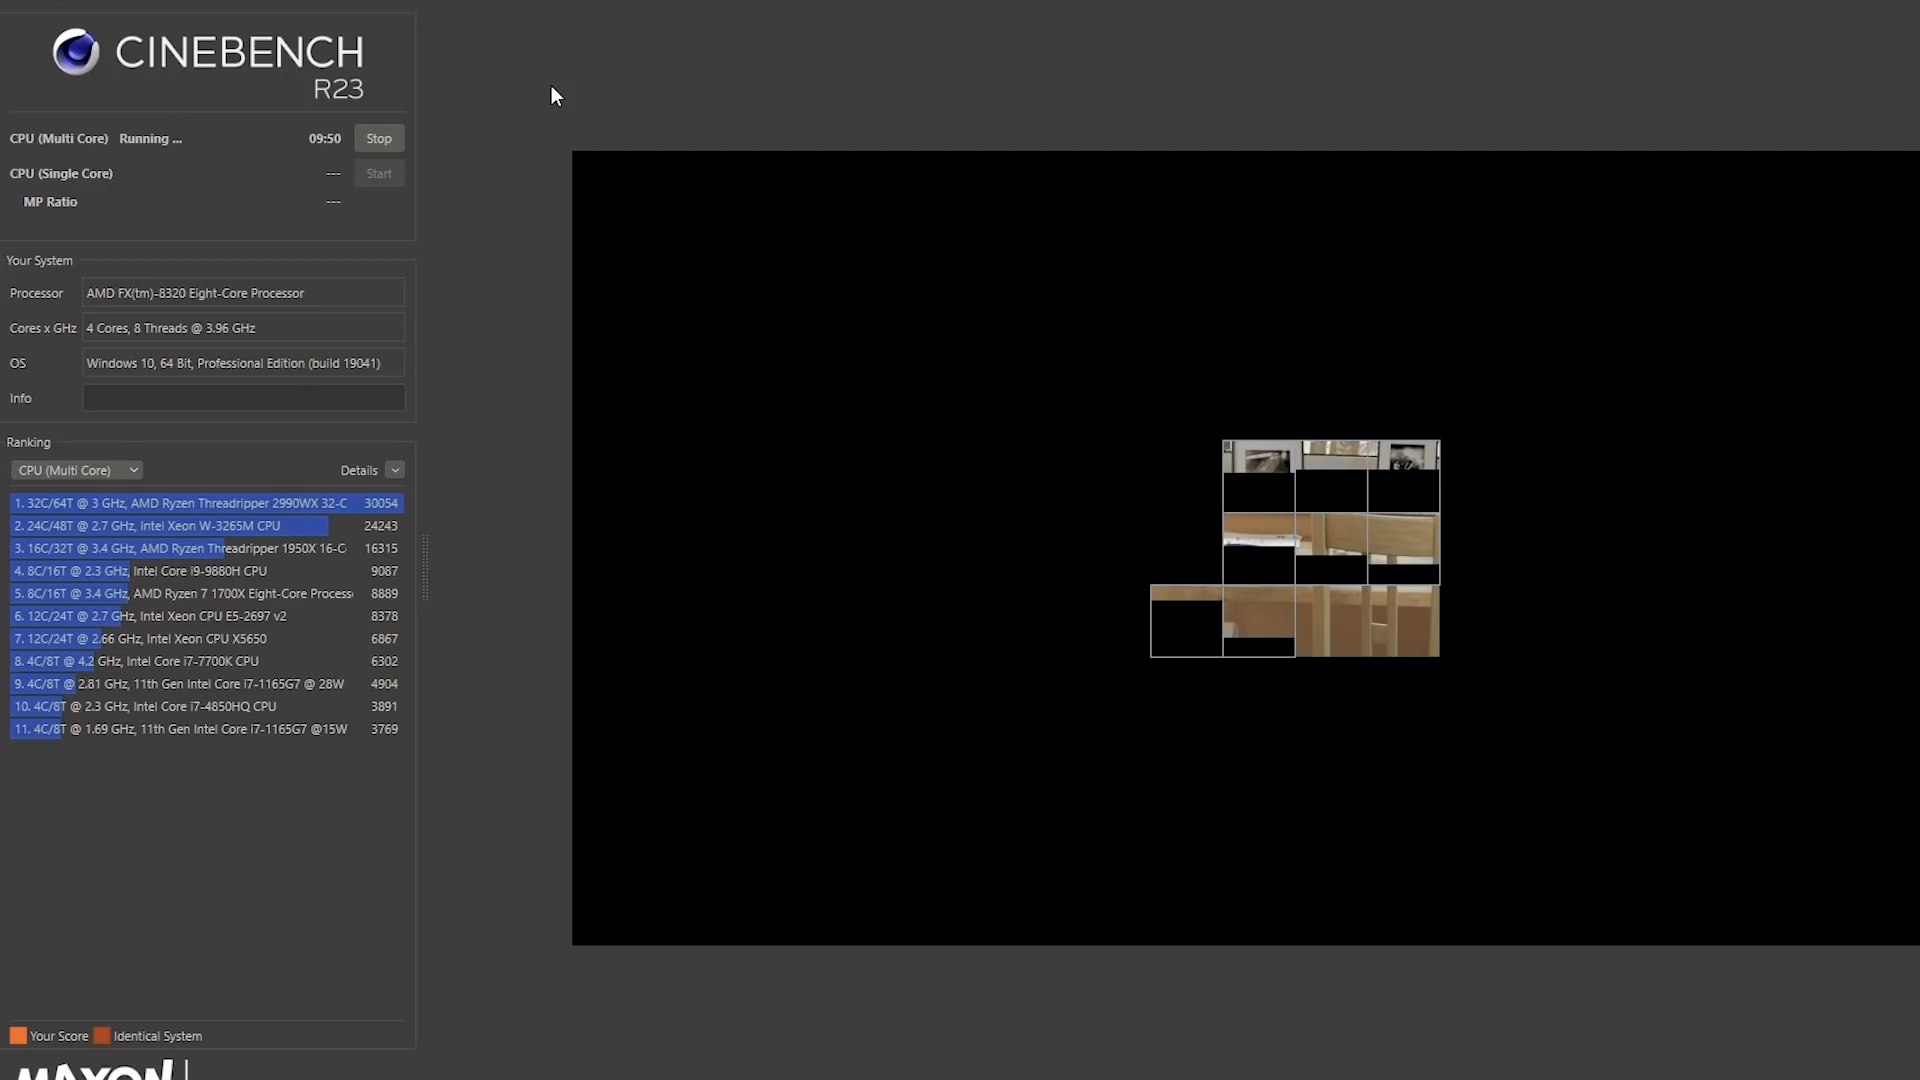 CINEBENCH
R23
CPU (Multi Core) Running ... 09:50 Stop
CPU (Single Core) --- Start
MP Ratio ---
Your System
Processor AMD FX(tm)-8320 Eight-Core Processor
Cores x GHz 4 Cores, 8 Threads @ 3.96 GHz
OS Windows 10, 64 Bit, Professional Edition (build 19041)
Info
Ranking
CPU (Multi Core) Details
1. 32C/64T @ 3 GHz, AMD Ryzen Threadripper 2990WX 32-C 30054
2. 24C/48T @ 2.7 GHz, Intel Xeon W-3265M CPU 24243
3. 16C/32T @ 3.4 GHz, AMD Ryzen Threadripper 1950X 16-C 16315
4. 8C/16T @ 2.3 GHz, Intel Core i9-9880H CPU 9087
5. 8C/16T @ 3.4 GHz, AMD Ryzen 7 1700X Eight-Core Process 8889
6. 12C/24T @ 2.7 GHz, Intel Xeon CPU E5-2697 v2 8378
7. 12C/24T @ 2.66 GHz, Intel Xeon CPU X5650 6867
8. 4C/8T @ 4.2 GHz, Intel Core i7-7700K CPU 6302
9. 4C/8T @ 2.81 GHz, 11th Gen Intel Core i7-1165G7 @ 28W 4904
10. 4C/8T @ 2.3 GHz, Intel Core i7-4850HQ CPU 3891
11. 4C/8T @ 1.69 GHz, 11th Gen Intel Core i7-1165G7 @15W 3769
Your Score Identical System
MAXON